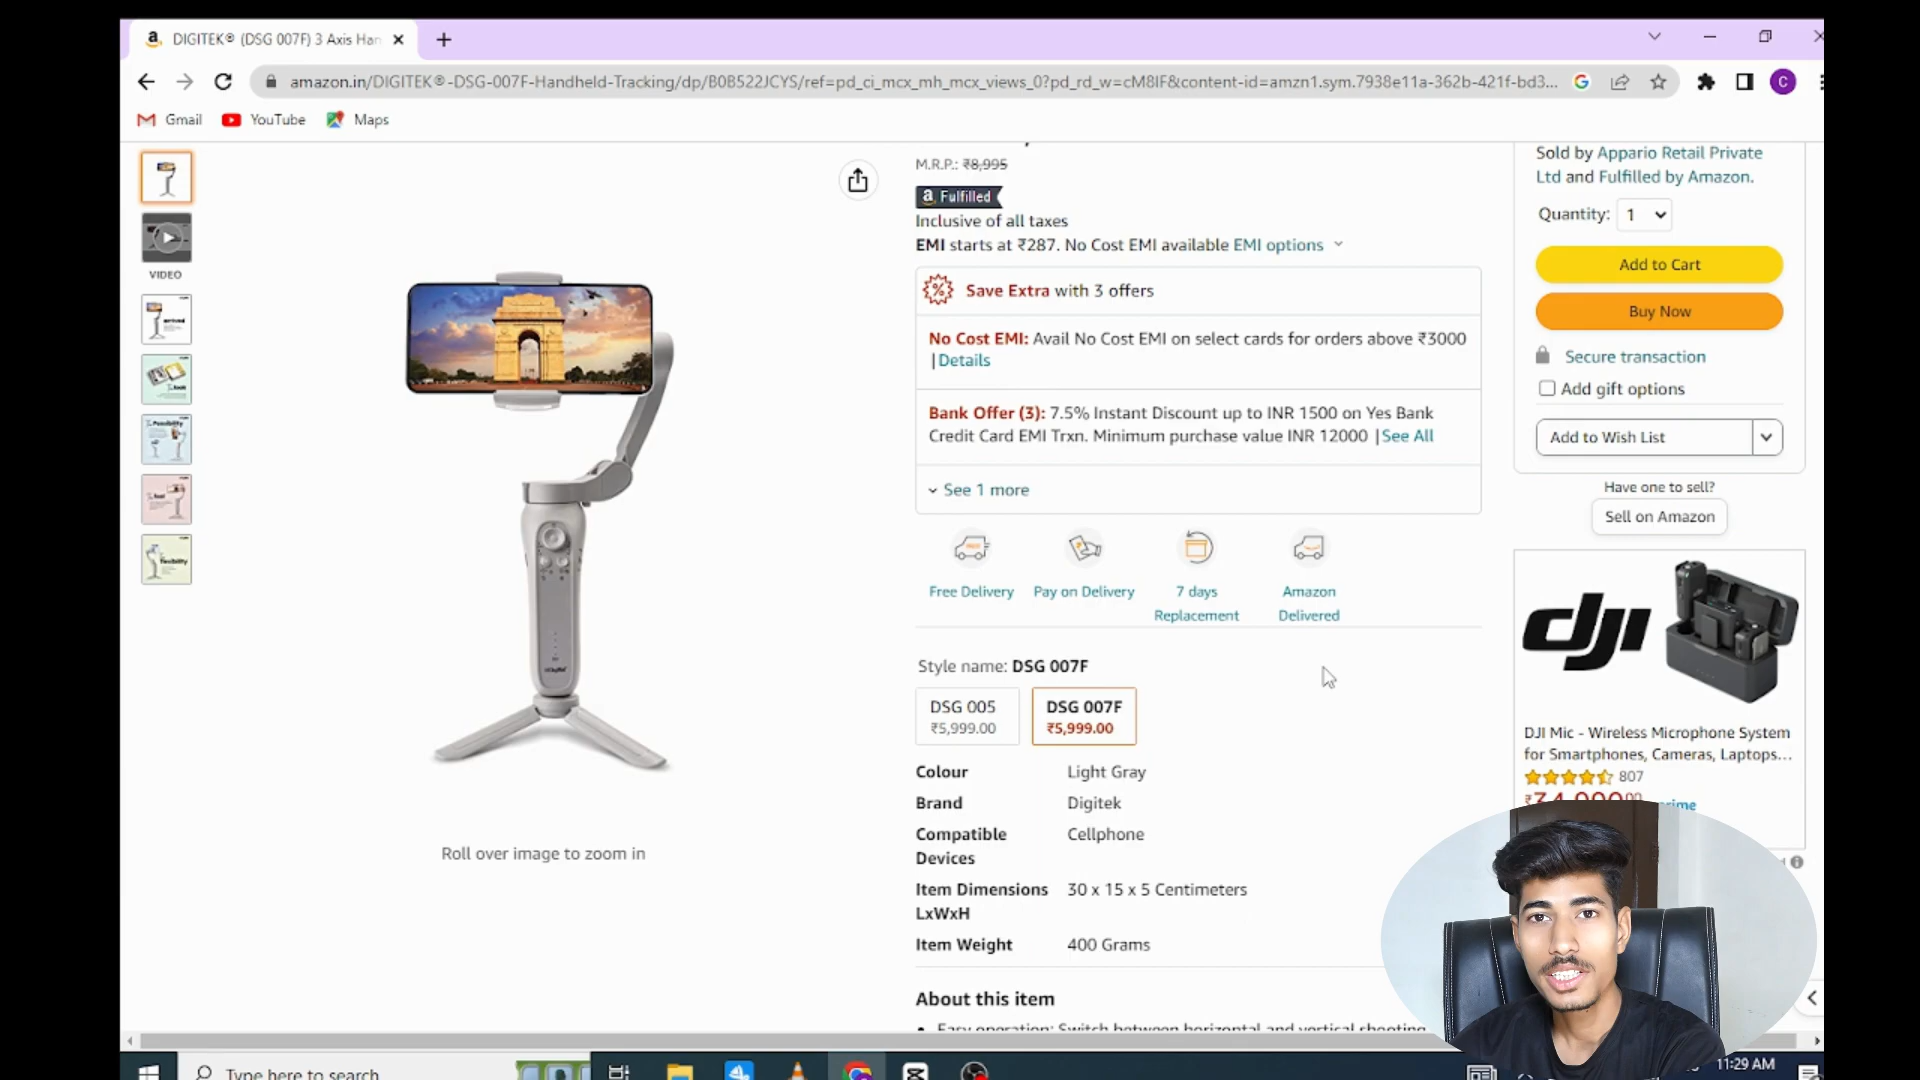 DIGITEK® (DSG 007F) 3 Axis Han
amazon.in/DIGITEK®-DSG-007F-Handheld-Tracking/dp/B0B522JCYS/ref=pd_ci_mcx_mh_mcx_views_0?pd_rd_w=cM8IF&content-id=amzn1.sym.7938e11a-362b-421f-bd3...
C
Gmail
YouTube
Maps
VIDEO
Roll over image to zoom in
M.R.P.: ₹8,995
a Fulfilled
Inclusive of all taxes
EMI starts at ₹287. No Cost EMI available EMI options
Save Extra with 3 offers
No Cost EMI: Avail No Cost EMI on select cards for orders above ₹3000
|Details
Bank Offer (3): 7.5% Instant Discount up to INR 1500 on Yes Bank
Credit Card EMI Trxn. Minimum purchase value INR 12000 |See All
See 1 more
Free Delivery
Pay on Delivery
7 days
Replacement
Amazon
Delivered
Style name: DSG 007F
DSG 005
₹5,999.00
DSG 007F
₹5,999.00
Colour Light Gray
Brand Digitek
Compatible Cellphone
Devices
Item Dimensions 30 x 15 x 5 Centimeters
LxWxH
Item Weight 400 Grams
About this item
Easy operation: Switch between horizontal and vertical shooting
Sold by Appario Retail Private
Ltd and Fulfilled by Amazon.
Quantity: 1
Add to Cart
Buy Now
Secure transaction
Add gift options
Add to Wish List
Have one to sell?
Sell on Amazon
dji
DJI Mic - Wireless Microphone System
for Smartphones, Cameras, Laptops...
807
Type here to search
11:29 AM